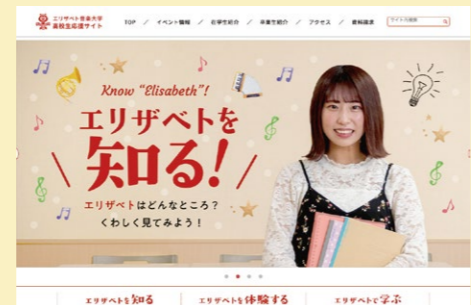 エリザベト音楽大学
高校生応援サイト
TOP / イベント情報 / 在学生紹介 / 卒業生紹介 / アクセス / 資料請求
サイト内検索
Know “Elisabeth”!
エリザベトを
知る!
エリザベトはどんなところ?
くわしく見てみよう!
エリザベトを知る
エリザベトを体験する
エリザベトで学ぶ